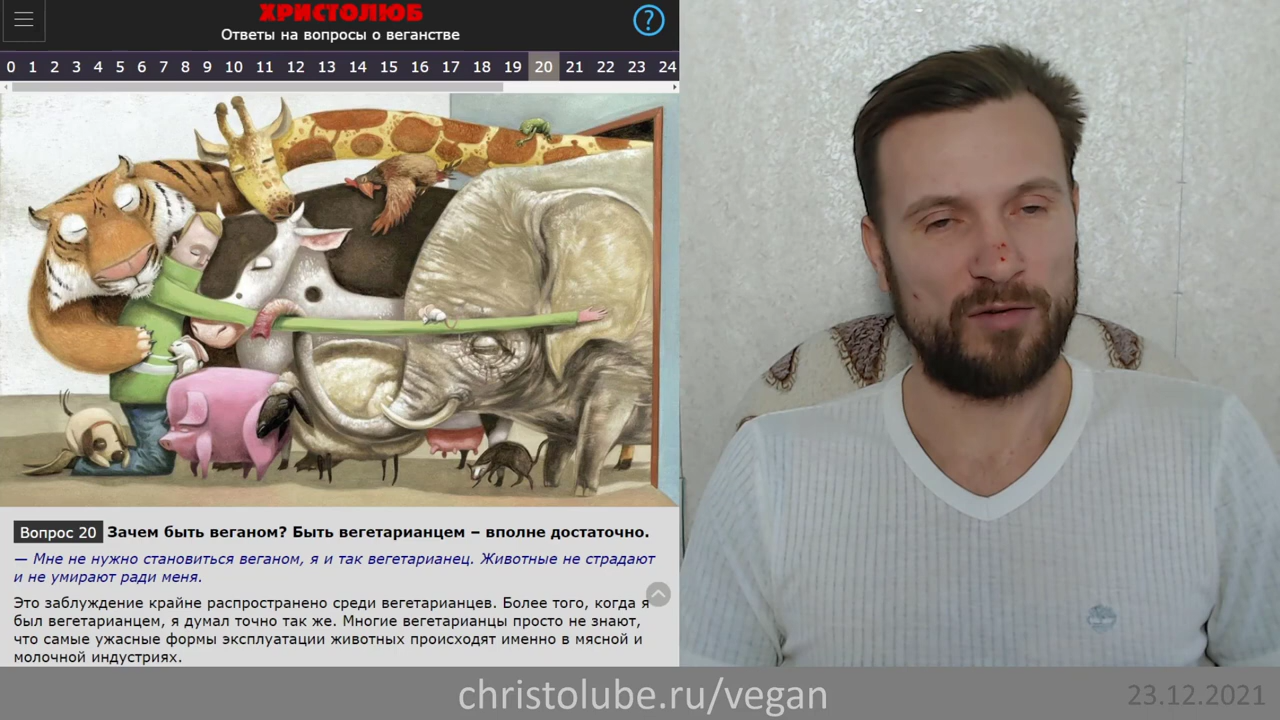 ХРИСТОЛЮБ
Ответы на вопросы о веганстве
?
0 1 2 3 4 5 6 7 8 9 10 11 12 13 14 15 16 17 18 19 20 21 22 23 24
Вопрос 20 Зачем быть веганом? Быть вегетарианцем – вполне достаточно.
— Мне не нужно становиться веганом, я и так вегетарианец. Животные не страдают
и не умирают ради меня.
Это заблуждение крайне распространено среди вегетарианцев. Более того, когда я
был вегетарианцем, я думал точно так же. Многие вегетарианцы просто не знают,
что самые ужасные формы эксплуатации животных происходят именно в мясной и
молочной индустриях.
christolube.ru/vegan
23.12.2021